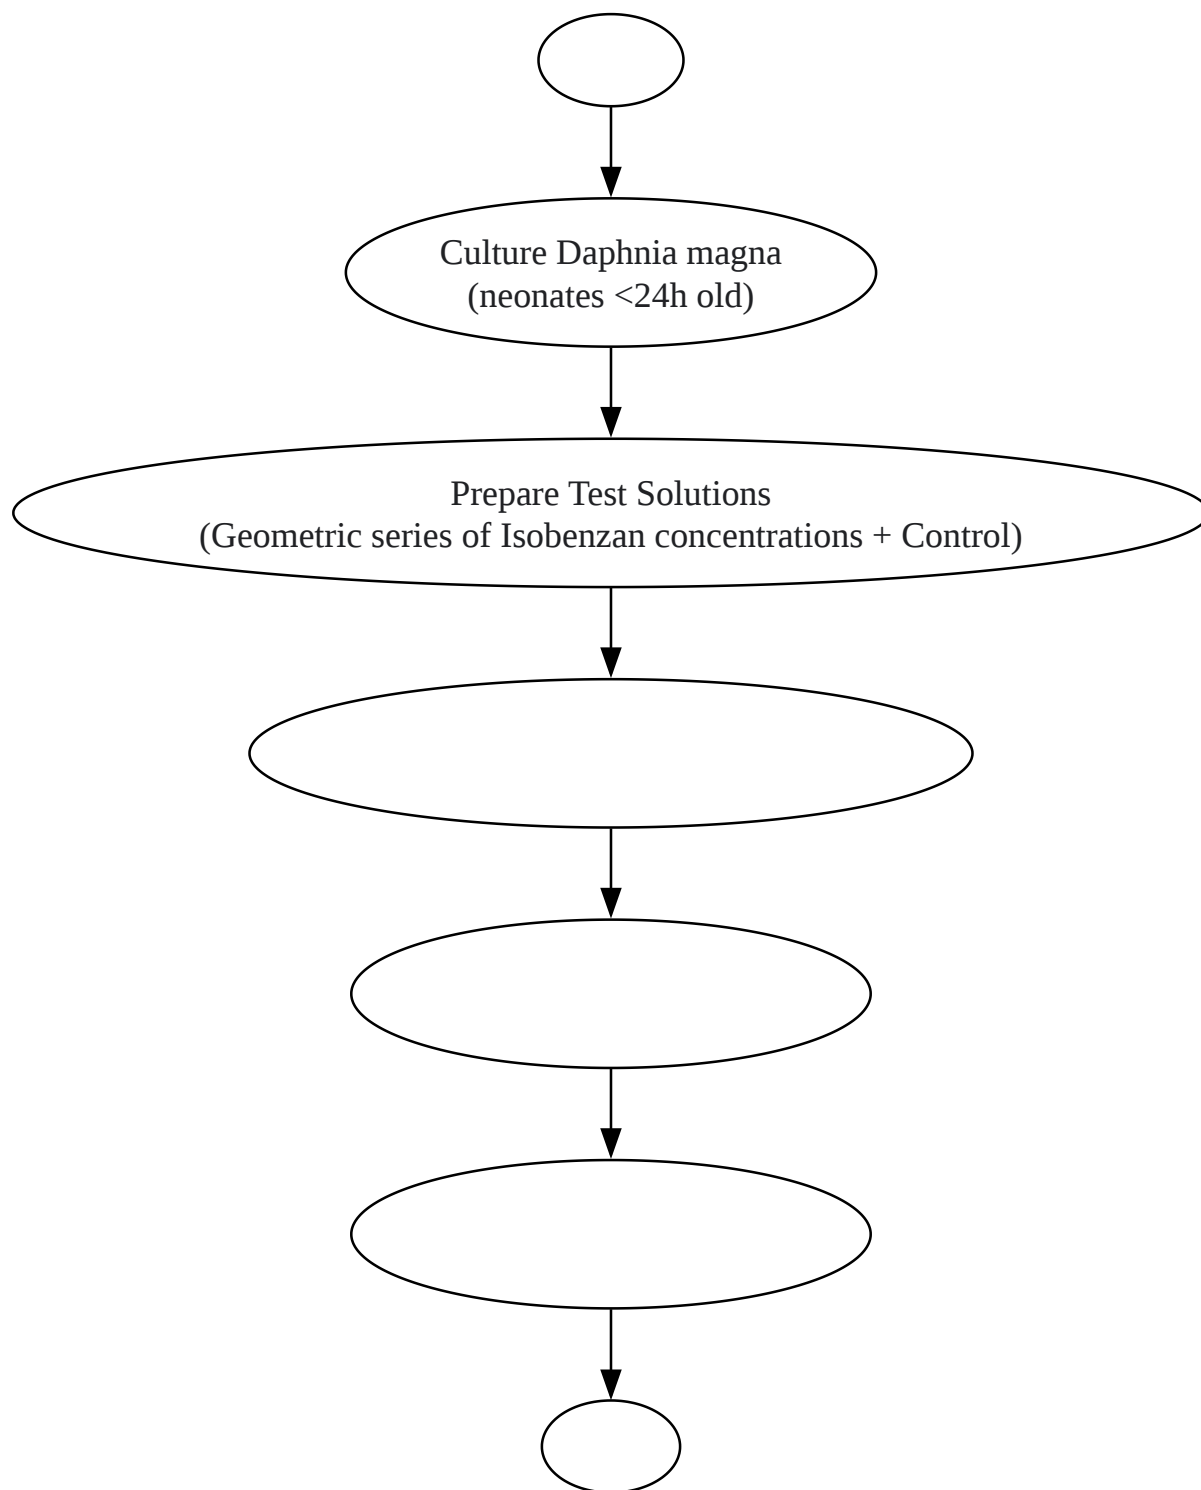 Culture Daphnia magna
(neonates <24h old)
Prepare Test Solutions
(Geometric series of Isobenzan concentrations + Control)